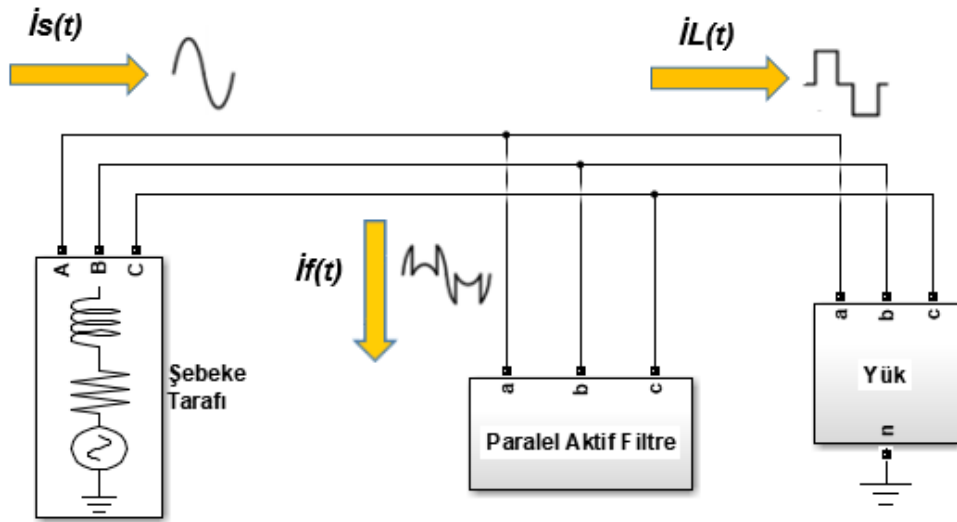 İs(t)
İL(t)
İf(t)
A B C
Şebeke
Tarafı
a b c
Paralel Aktif Filtre
a b c
Yük
n